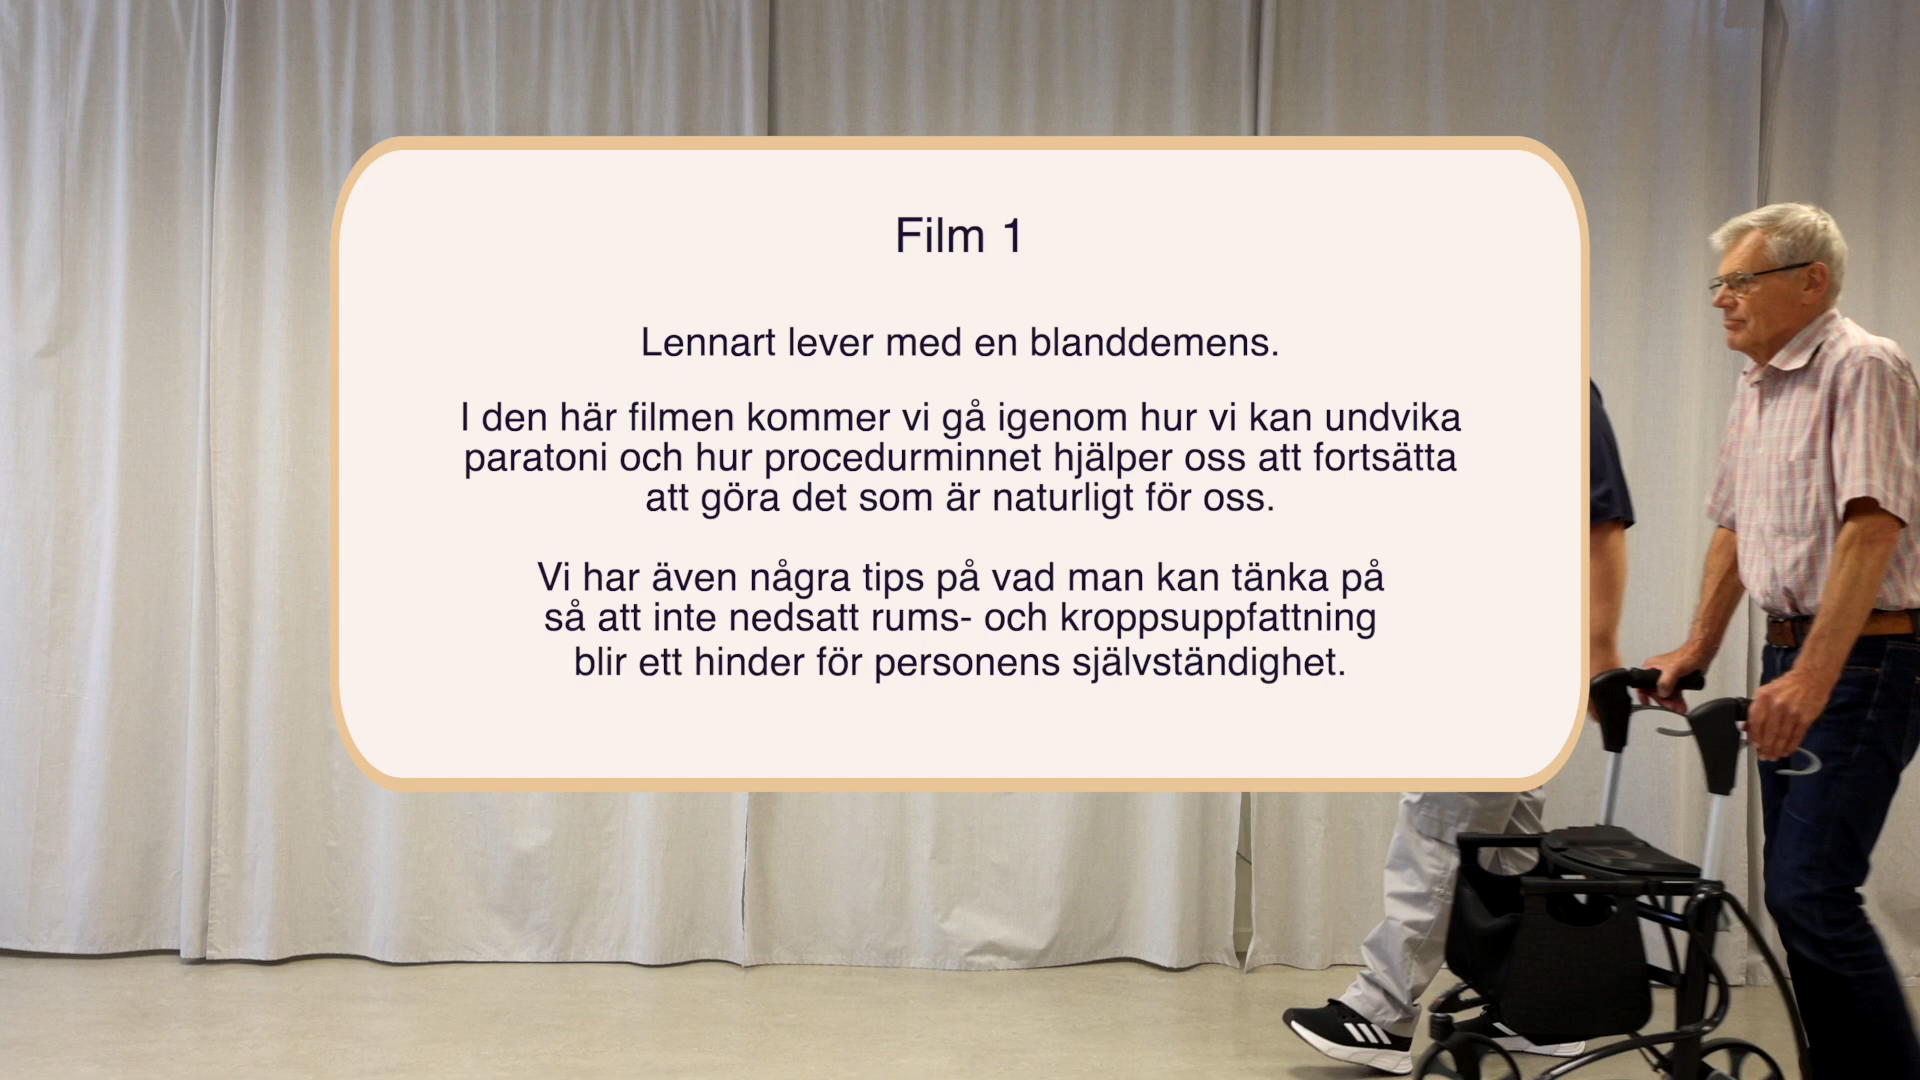 Film 1
Lennart lever med en blanddemens.
I den här filmen kommer vi gå igenom hur vi kan undvika
paratoni och hur procedurminnet hjälper oss att fortsätta
att göra det som är naturligt för oss.
Vi har även några tips på vad man kan tänka på
så att inte nedsatt rums- och kroppsuppfattning
blir ett hinder för personens självständighet.